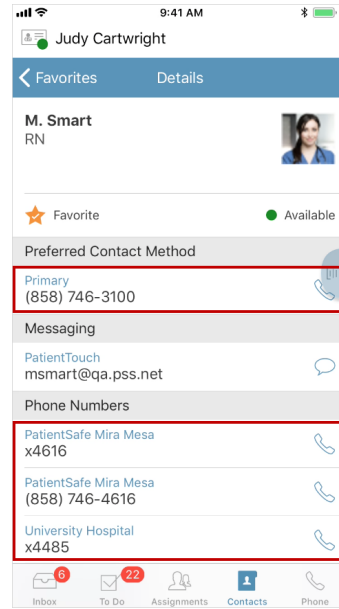 9:41 AM
Judy Cartwright
Favorites Details
M. Smart
RN
Favorite Available
Preferred Contact Method
Primary
(858) 746-3100
Messaging
PatientTouch
msmart@qa.pss.net
Phone Numbers
PatientSafe Mira Mesa
x4616
PatientSafe Mira Mesa
(858) 746-4616
University Hospital
x4485
6 22
Inbox To Do Assignments Contacts Phone